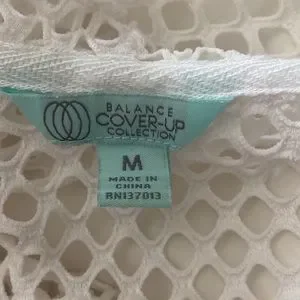 BALANCE
COVER-UP
COLLECTION
M
MADE IN
CHINA
RN137013